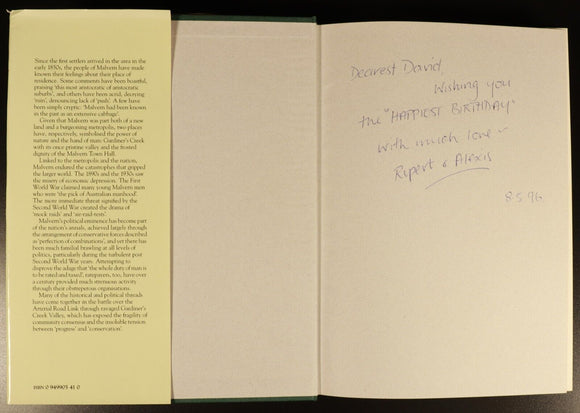 Since the first settlers arrived in the area in the
early 1850s, the people of Malvern have made
known their feelings about their place of
residence. Some comments have been boastful,
praising 'this most aristocratic of aristocratic
suburbs', and others have been acrid, decrying
'ruin', denouncing lack of 'push'. A few have
been simply cryptic: 'Malvern had been known
in the past as an extensive cabbage'.
Given that Malvern was part both of a new
land and a burgeoning metropolis, two places
have, respectively, symbolised the power of
nature and the hand of man: Gardiner's Creek
with its once pristine valley and the frosted
dignity of the Malvern Town Hall.
Linked to the metropolis and the nation,
Malvern endured the catastrophes that gripped
the larger world. The 1890s and the 1930s saw
the misery of economic depression. The First
World War claimed many young Malvern men
who were 'the pick of Australian manhood'.
The more immediate threat signified by the
Second World War created the drama of
'mock raids' and 'air-raid-tests'.
Malvern's political eminence has become part
of the nation's annals, achieved largely through
the arrangement of conservative forces described
as 'perfection of combinations', and yet there has
been much familial brawling at all levels of
politics, particularly during the turbulent post
Second World War years. Attempting to
disprove the adage that 'the whole duty of man is
to be rated and taxed', ratepayers, too, have over
a century provided much strenuous activity
through their obstreperous organisations.
Many of the historical and political threads
have come together in the battle over the
Arterial Road Link through ravaged Gardiner's
Creek Valley, which has exposed the fragility of
community consensus and the insoluble tension
between 'progress' and 'conservation'.
ISBN 0 949905 41 0
Dearest David,
Wishing you
the "HAPPIEST BIRTHDAY"
with much love -
Rupert & Alexis
8.5.96